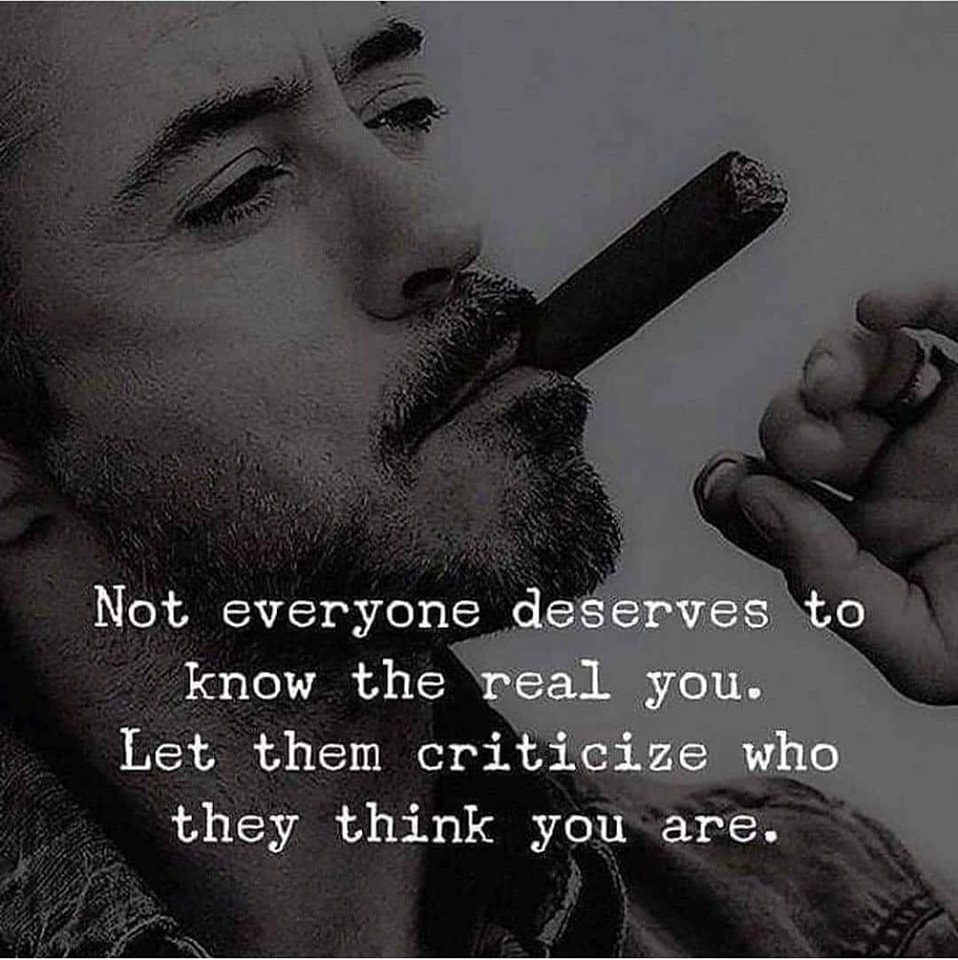 Not everyone deserves to
know the real you.
Let them criticize who
they think you are.